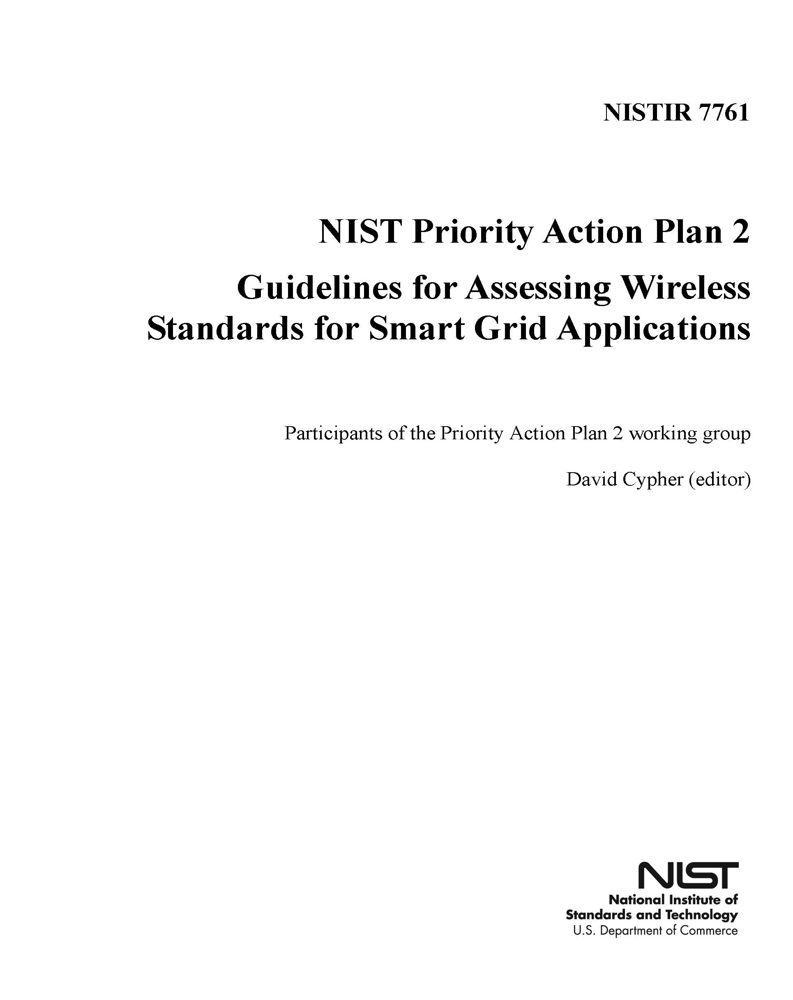 NISTIR 7761
NIST Priority Action Plan 2
Guidelines for Assessing Wireless
Standards for Smart Grid Applications
Participants of the Priority Action Plan 2 working group
David Cypher (editor)
NIST
National Institute of
Standards and Technology
U.S. Department of Commerce